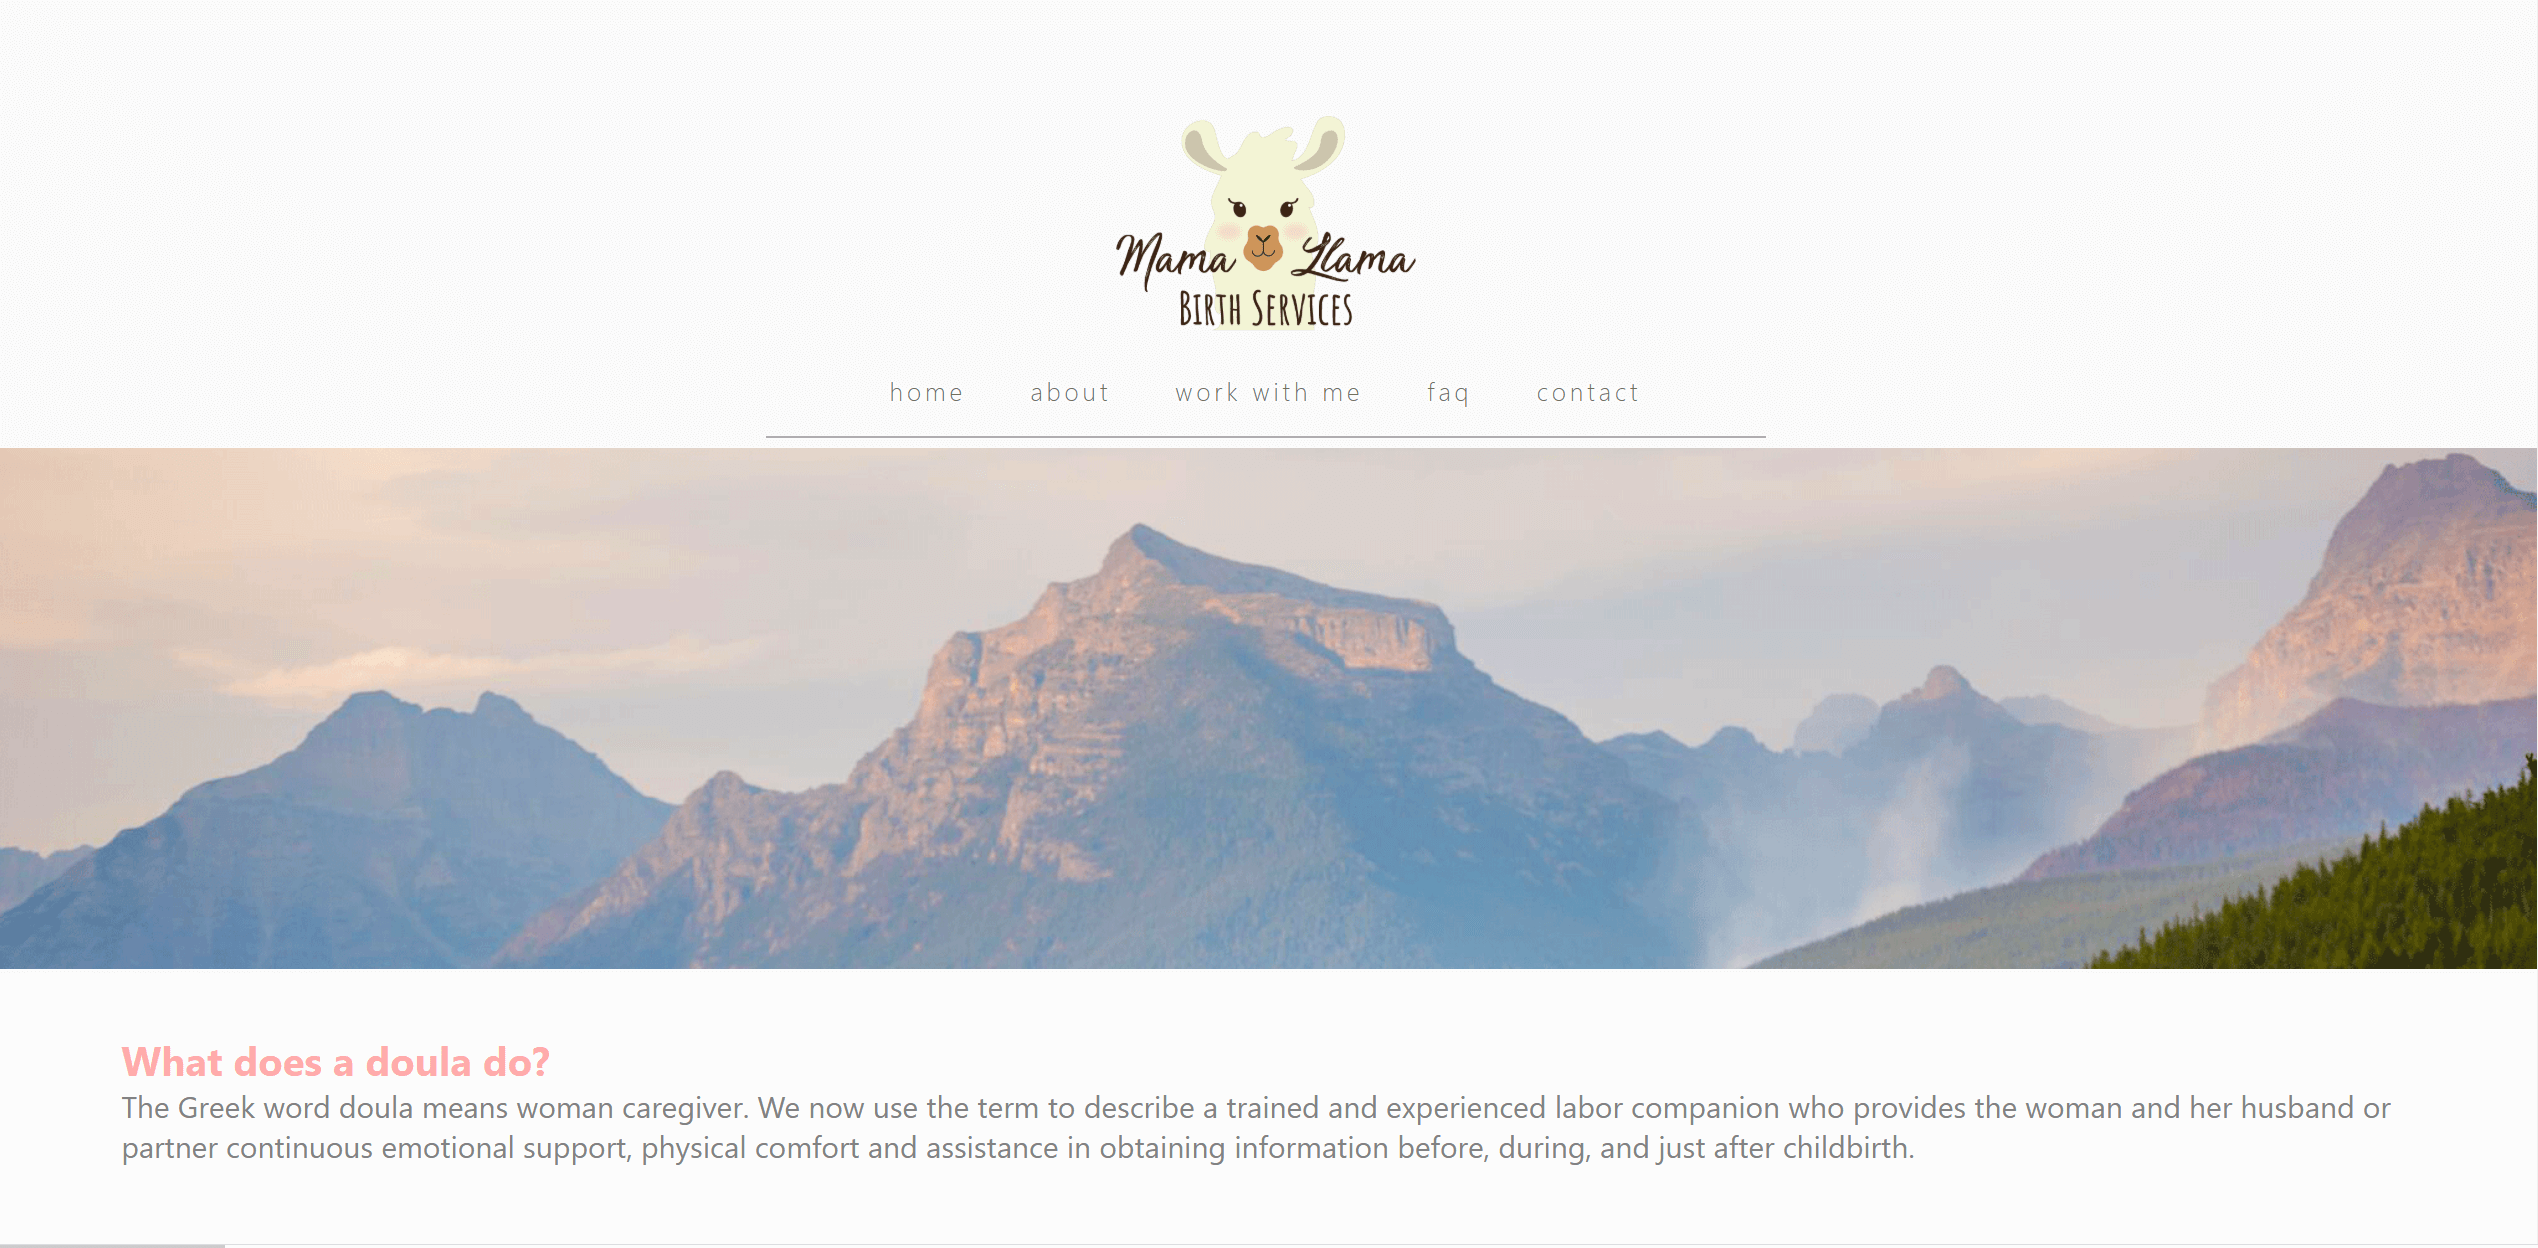 Mama Llama
BIRTH SERVICES
home about work with me faq contact
What does a doula do?
The Greek word doula means woman caregiver. We now use the term to describe a trained and experienced labor companion who provides the woman and her husband or
partner continuous emotional support, physical comfort and assistance in obtaining information before, during, and just after childbirth.